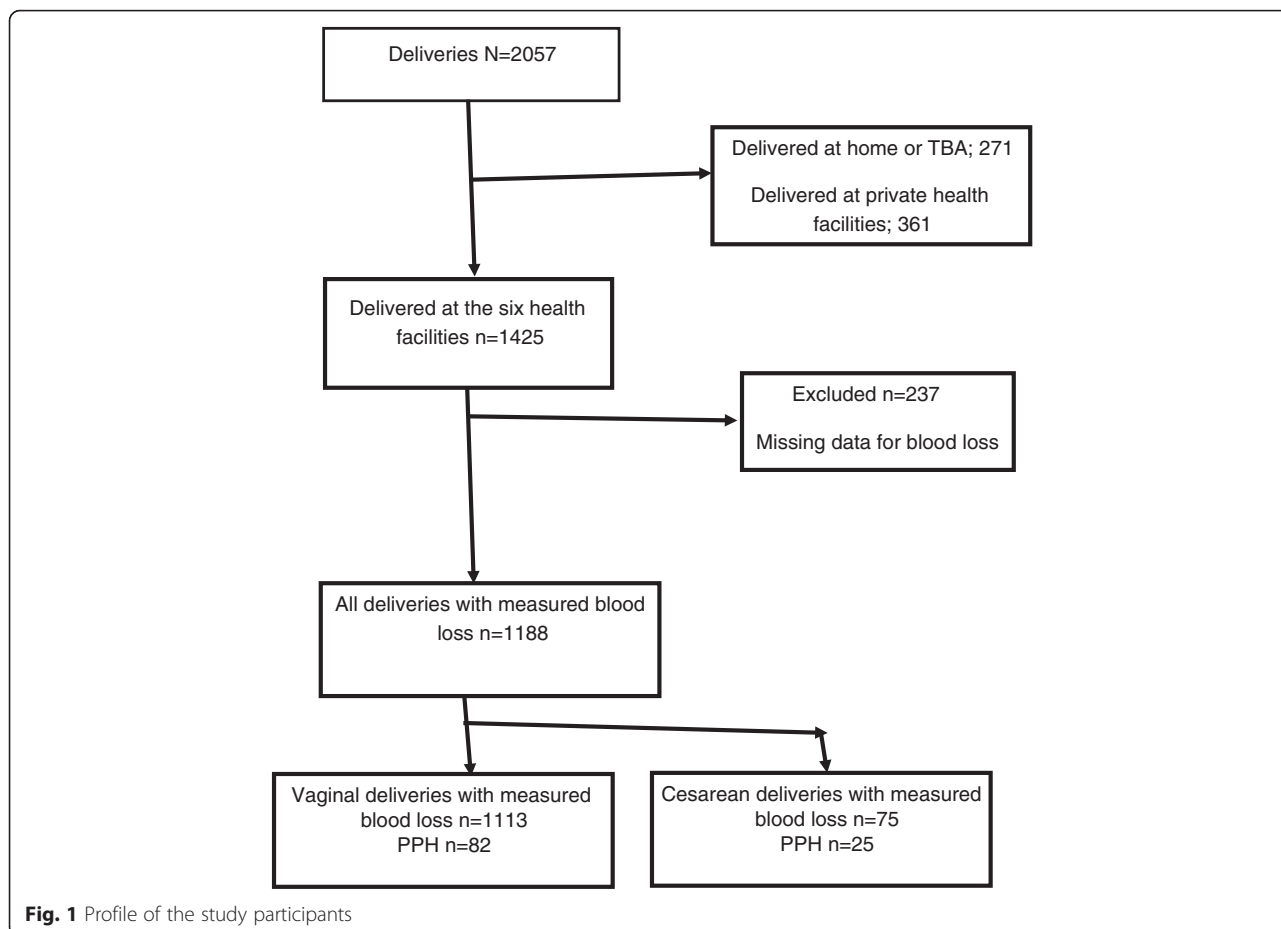 Deliveries N=2057
Delivered at home or TBA; 271
Delivered at private health
facilities; 361
Delivered at the six health
facilities n=1425
Excluded n=237
Missing data for blood loss
All deliveries with measured blood
loss n=1188
Vaginal deliveries with measured
blood loss n=1113
PPH n=82
Cesarean deliveries with measured
blood loss n=75
PPH n=25
Fig. 1 Profile of the study participants